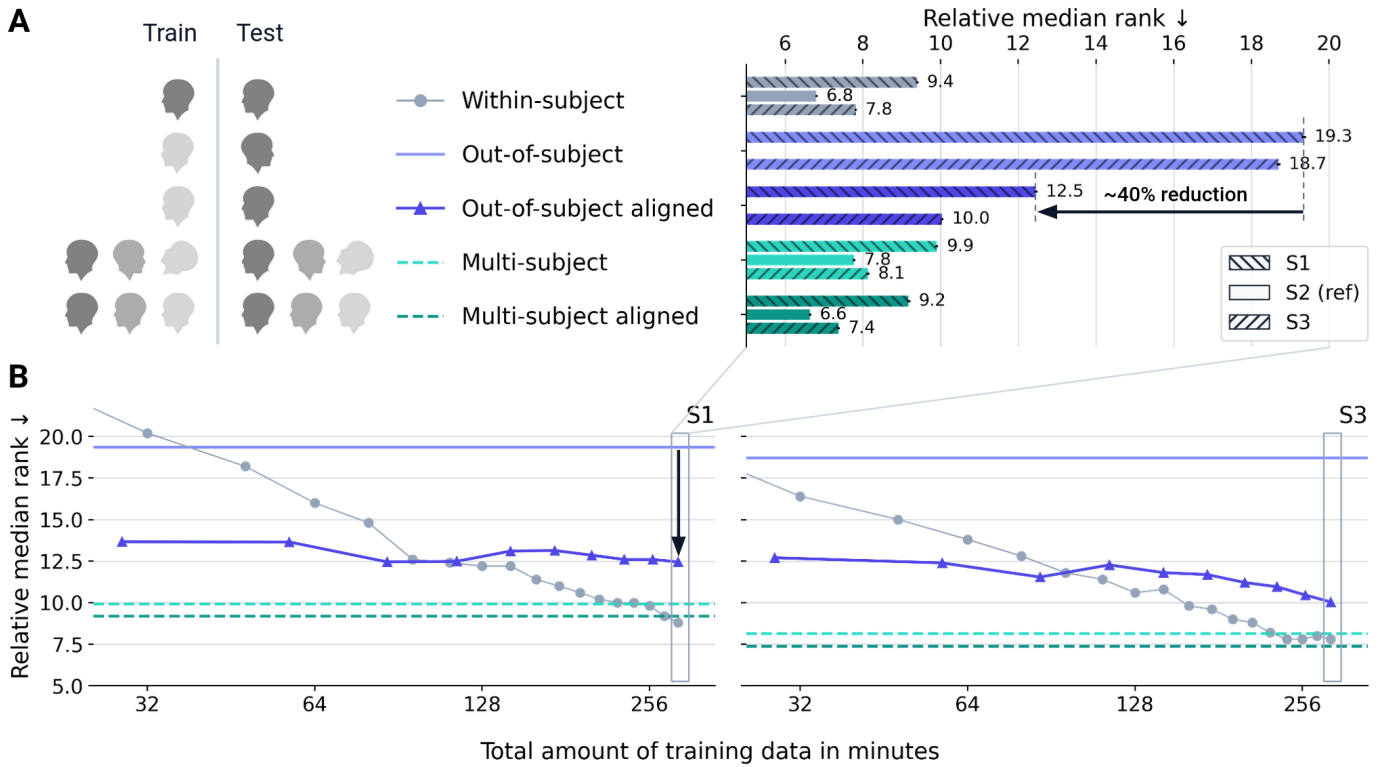 A
Train Test
Within-subject
Out-of-subject
Out-of-subject aligned
Multi-subject
Multi-subject aligned
Relative median rank ↓
6 8 10 12 14 16 18 20
9.4
6.8
7.8
19.3
18.7
12.5
~40% reduction
10.0
9.9
7.8
8.1
9.2
6.6
7.4
S1
S2 (ref)
S3
B
S1
S3
Relative median rank ↓
20.0
17.5
15.0
12.5
10.0
7.5
5.0
32 64 128 256
32 64 128 256
Total amount of training data in minutes